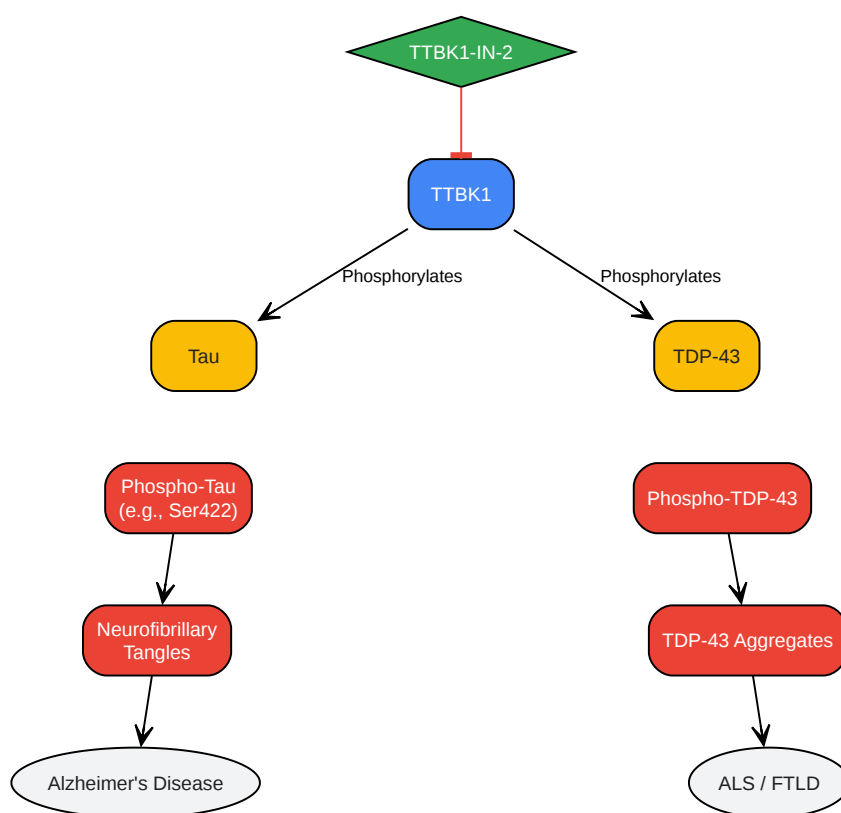 TTBK1-IN-2
TTBK1
Phosphorylates
Phosphorylates
Tau
TDP-43
Phospho-Tau
(e.g., Ser422)
Phospho-TDP-43
Neurofibrillary
Tangles
TDP-43 Aggregates
Alzheimer's Disease
ALS / FTLD